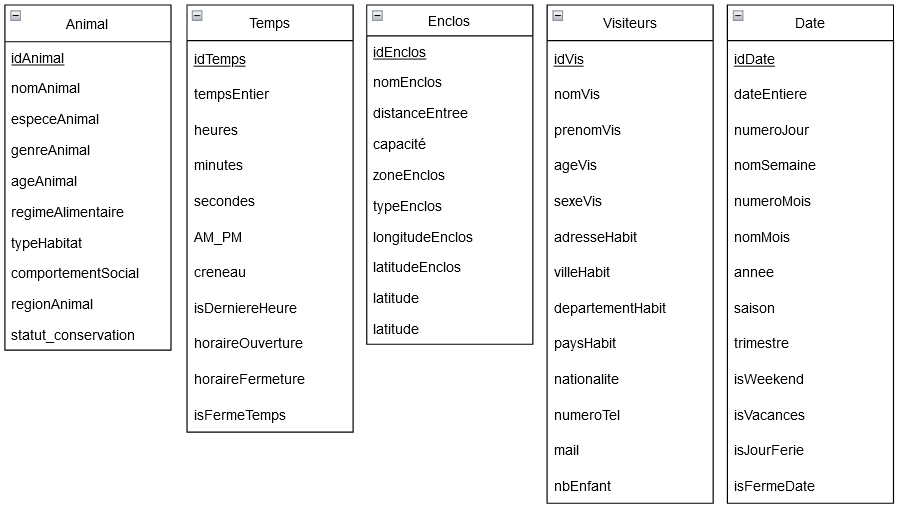 Animal
idAnimal
nomAnimal
especeAnimal
genreAnimal
ageAnimal
regimeAlimentaire
typeHabitat
comportementSocial
regionAnimal
statut_conservation
Temps
idTemps
tempsEntier
heures
minutes
secondes
AM_PM
creneau
isDerniereHeure
horaireOuverture
horaireFermeture
isFermeTemps
Enclos
idEnclos
nomEnclos
distanceEntree
capacité
zoneEnclos
typeEnclos
longitudeEnclos
latitudeEnclos
latitude
latitude
Visiteurs
idVis
nomVis
prenomVis
ageVis
sexeVis
adresseHabit
villeHabit
departementHabit
paysHabit
nationalite
numeroTel
mail
nbEnfant
Date
idDate
dateEntiere
numeroJour
nomSemaine
numeroMois
nomMois
annee
saison
trimestre
isWeekend
isVacances
isJourFerie
isFermeDate